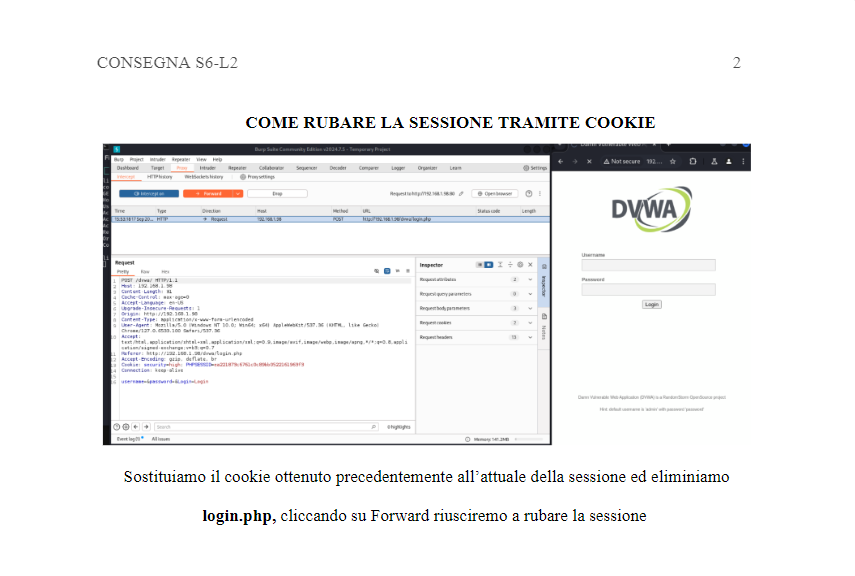 CONSEGNA S6-L2 2
COME RUBARE LA SESSIONE TRAMITE COOKIE
Burp Suite Community Edition v2024.7.5 - Temporary Project
Burp Project Intruder Repeater View Help
Dashboard Target Proxy Intruder Repeater Collaborator Sequencer Decoder Comparer Logger Organizer Learn Settings
Intercept HTTP history WebSockets history Proxy settings
Intercept on Forward Drop Request to http://192.168.1.98:80 Open browser
Time Type Direction Host Method URL Status code Length
HTTP Request 192.168.1.98 POST http://192.168.1.98/dvwa/login.php
Request
Pretty Raw Hex
1 POST /dvwa/ HTTP/1.1
2 Host: 192.168.1.98
3 Content-Length:
4 Cache-Control: max-age=0
5 Accept-Language: en-US
6 Upgrade-Insecure-Requests: 1
7 Origin: http://192.168.1.98
8 Content-Type: application/x-www-form-urlencoded
9 User-Agent: Mozilla/5.0 (Windows NT 10.0; Win64; x64) AppleWebKit/537.36 (KHTML, like Gecko)
Chrome/127.0.6533.100 Safari/537.36
10 Accept:
text/html,application/xhtml+xml,application/xml;q=0.9,image/avif,image/webp,image/apng,*/*;q=0.8,appli
cation/signed-exchange;v=b3;q=0.7
11 Referer: http://192.168.1.98/dvwa/login.php
12 Accept-Encoding: gzip, deflate, br
13 Cookie: security=high; PHPSESSID=
14 Connection: keep-alive
15
16 username=&password=&Login=Login
Search 0 highlights
Event log All issues Memory: 141.2MB
Inspector
Request attributes 2
Request query parameters 0
Request body parameters 3
Request cookies 2
Request headers 13
Inspector
Notes
Not secure 192....
DVWA
Username
Password
Login
Damn Vulnerable Web Application (DVWA) is a RandomStorm OpenSource project
Hint: default username is 'admin' with password 'password'
Sostituiamo il cookie ottenuto precedentemente all’attuale della sessione ed eliminiamo
login.php, cliccando su Forward riusciremo a rubare la sessione